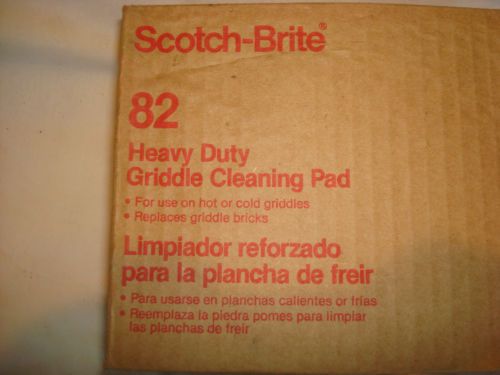 Scotch-Brite®
82
Heavy Duty
Griddle Cleaning Pad
• For use on hot or cold griddles
• Replaces griddle bricks
Limpiador reforzado
para la plancha de freir
• Para usarse en planchas calientes or frías
• Reemplaza la piedra pomes para limpiar
las planchas de freir